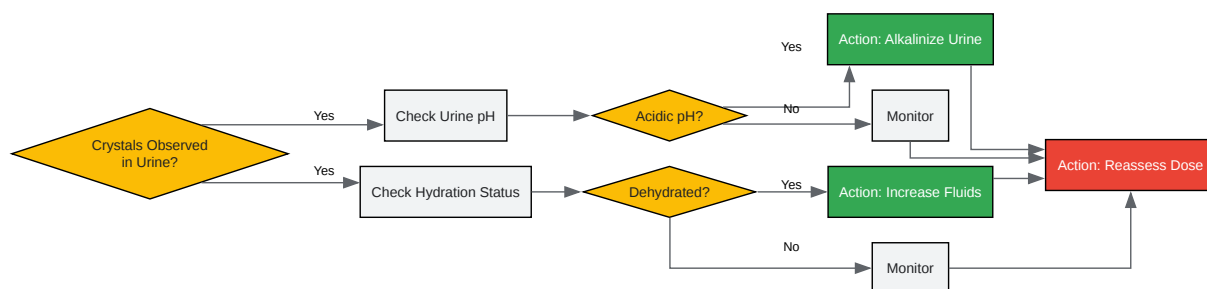 Crystals Observed
in Urine?
Yes
Yes
Check Urine pH
Check Hydration Status
Acidic pH?
Dehydrated?
Yes
No
Yes
No
Action: Alkalinize Urine
Monitor
Action: Increase Fluids
Monitor
Action: Reassess Dose